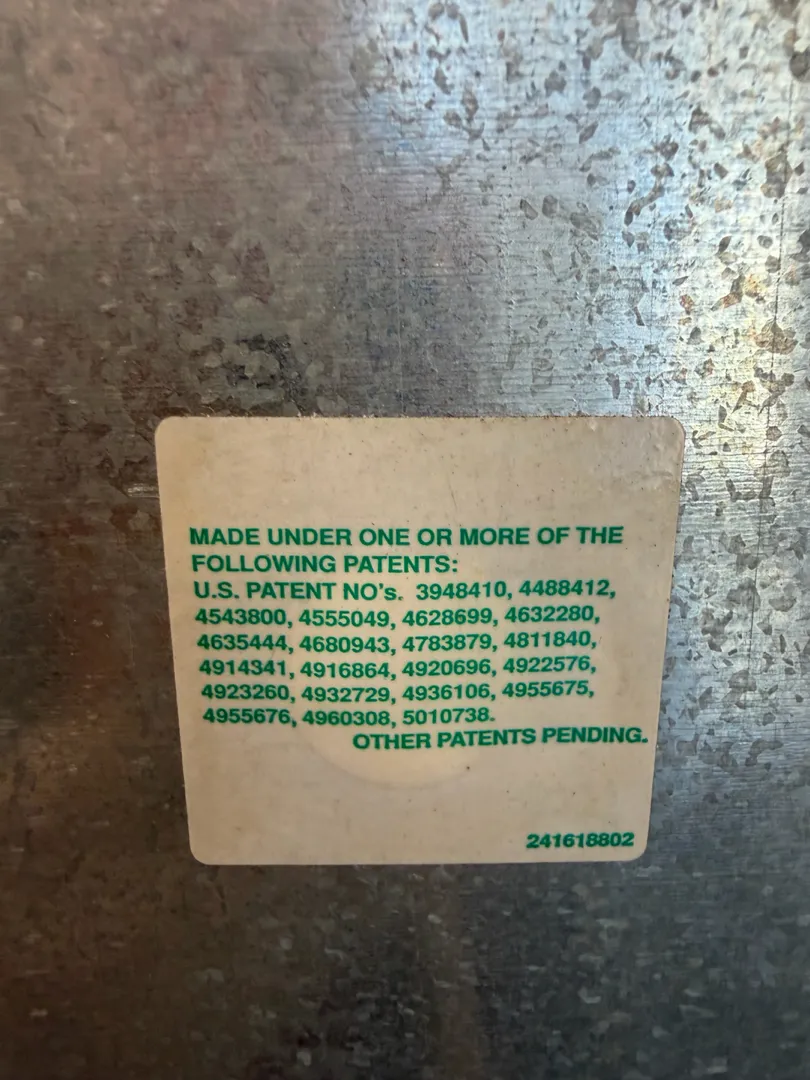 MADE UNDER ONE OR MORE OF THE
FOLLOWING PATENTS:
U.S. PATENT NO's. 3948410, 4488412,
4543800, 4555049, 4628699, 4632280,
4635444, 4680943, 4783879, 4811840,
4914341, 4916864, 4920696, 4922576,
4923260, 4932729, 4936106, 4955675,
4955676, 4960308, 5010738.
OTHER PATENTS PENDING.
241618802